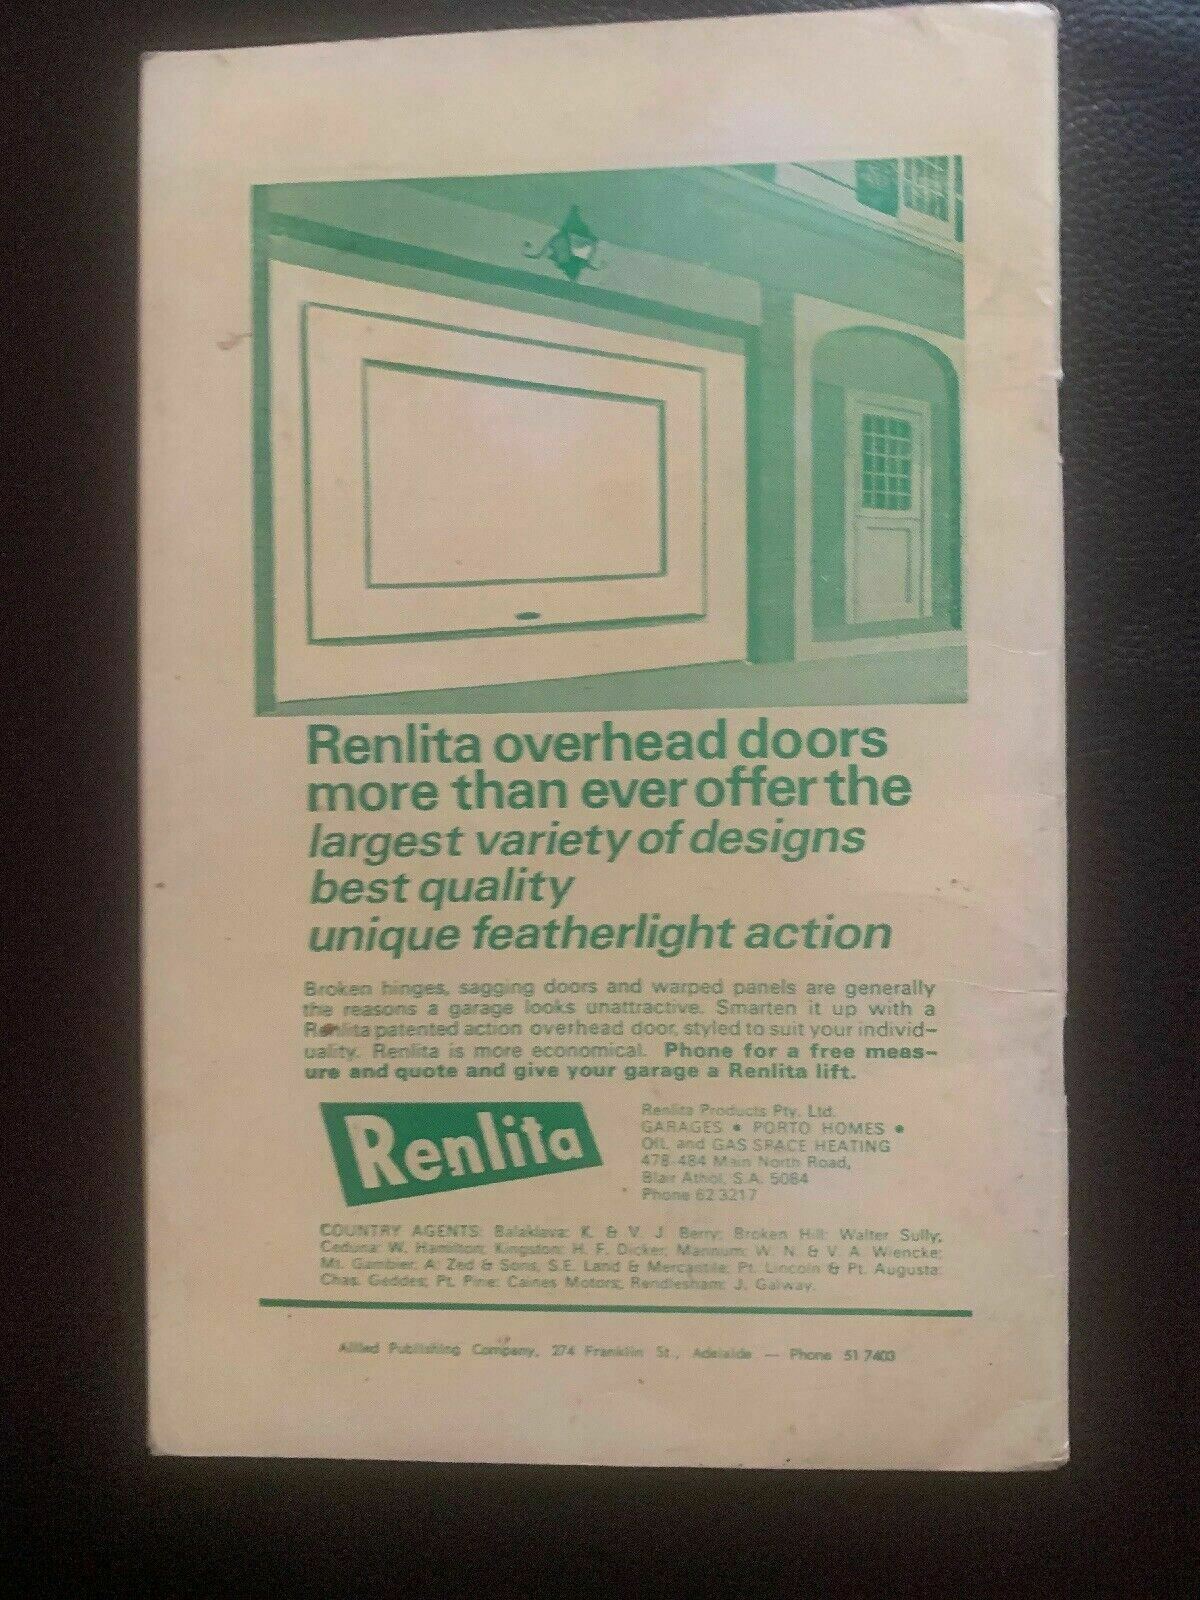 Renlita overhead doors
more than ever offer the
largest variety of designs
best quality
unique featherlight action
Broken hinges, sagging doors and warped panels are generally
the reasons a garage looks unattractive. Smarten it up with a
Renlita patented action overhead door, styled to suit your individ-
uality. Renlita is more economical. Phone for a free meas-
ure and quote and give your garage a Renlita lift.
Renlita
Renlita Products Pty. Ltd.
GARAGES • PORTO HOMES •
OIL and GAS SPACE HEATING
478-484 Main North Road,
Blair Athol, S.A. 5084
Phone 62 3217
COUNTRY AGENTS: Balaklava: K. & V. J. Berry; Broken Hill: Walter Sully;
Ceduna: W. Hamilton; Kingston: H. F. Dicker; Mannum: W. N. & V. A. Wiencke;
Mt. Gambier: A. Zed & Sons, S.E. Land & Mercantile; Pt. Lincoln & Pt. Augusta:
Chas. Geddes; Pt. Pirie: Caines Motors; Rendlesham: J. Galway.
Allied Publishing Company, 274 Franklin St., Adelaide — Phone 51 7403